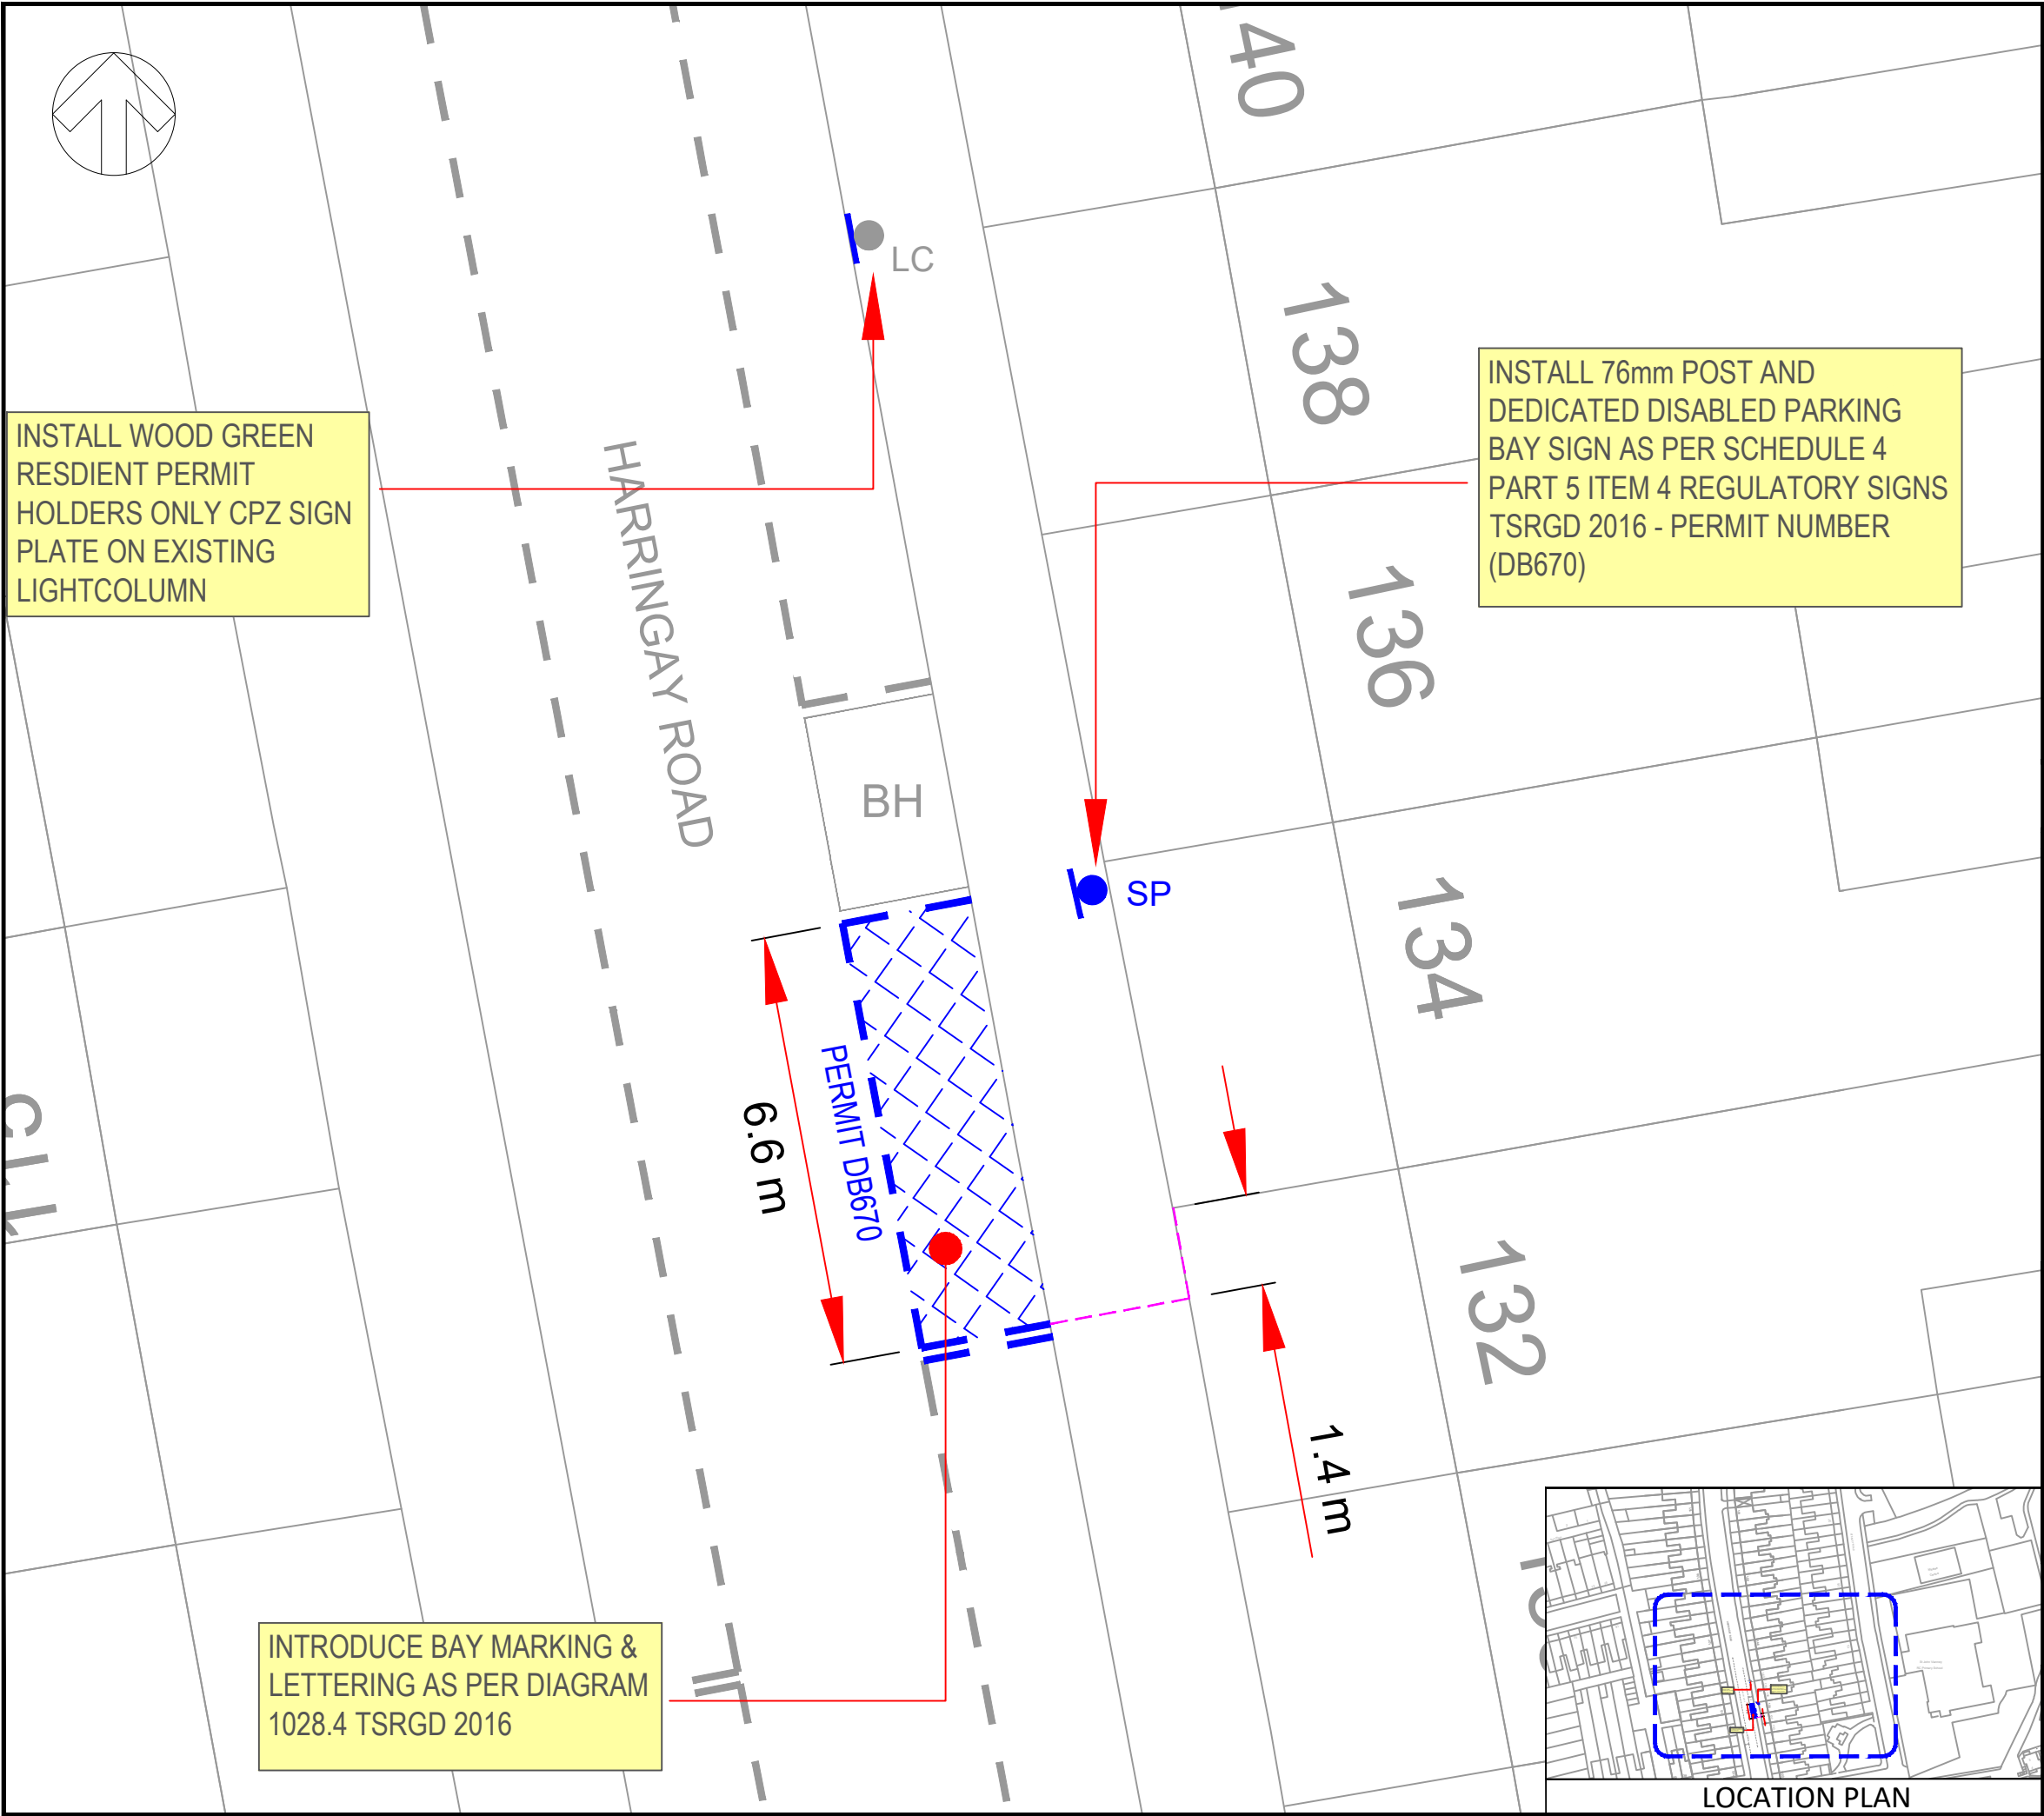 40
LC
138
INSTALL WOOD GREEN
RESDIENT PERMIT
HOLDERS ONLY CPZ SIGN
PLATE ON EXISTING
LIGHTCOLUMN
HARRINGAY ROAD
INSTALL 76mm POST AND
DEDICATED DISABLED PARKING
BAY SIGN AS PER SCHEDULE 4
PART 5 ITEM 4 REGULATORY SIGNS
TSRGD 2016 - PERMIT NUMBER
(DB670)
136
BH
SP
134
6.6 m
PERMIT DB670
132
1.4 m
INTRODUCE BAY MARKING &
LETTERING AS PER DIAGRAM
1028.4 TSRGD 2016
LOCATION PLAN